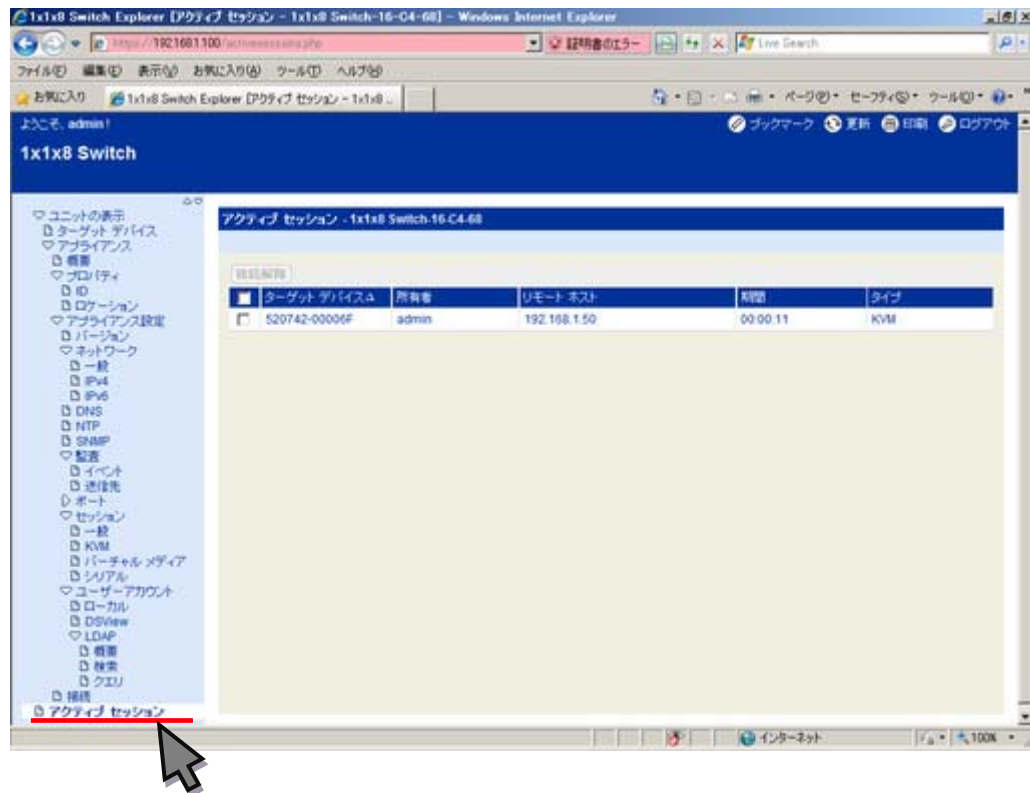 1x1x8 Switch Explorer [アクティブ セッション - 1x1x8 Switch-16-C4-68] - Windows Internet Explorer
証明書のエラー
Live Search
ファイル(F) 編集(E) 表示(V) お気に入り(A) ツール(T) ヘルプ(H)
お気に入り 1x1x8 Switch Explorer [アクティブ セッション - 1x1x8 ... ページ(P) セーフティ(S) ツール(O)
ようこそ、admin! ブックマーク 更新 印刷 ログアウト
1x1x8 Switch
ユニットの表示
ターゲット デバイス
アプライアンス
概要
プロパティ
ID
ロケーション
アプライアンス設定
バージョン
ネットワーク
一般
IPv4
IPv6
DNS
NTP
SNMP
監査
イベント
送信先
ポート
セッション
一般
KVM
バーチャル メディア
シリアル
ユーザーアカウント
ローカル
DSView
LDAP
概要
検索
クエリ
接続
アクティブ セッション
アクティブ セッション - 1x1x8 Switch-16-C4-68
接続解除
ターゲット デバイス 所有者 リモート ホスト 期間 タイプ
520742-00006F admin 192.168.1.50 00:00:11 KVM
インターネット 100%